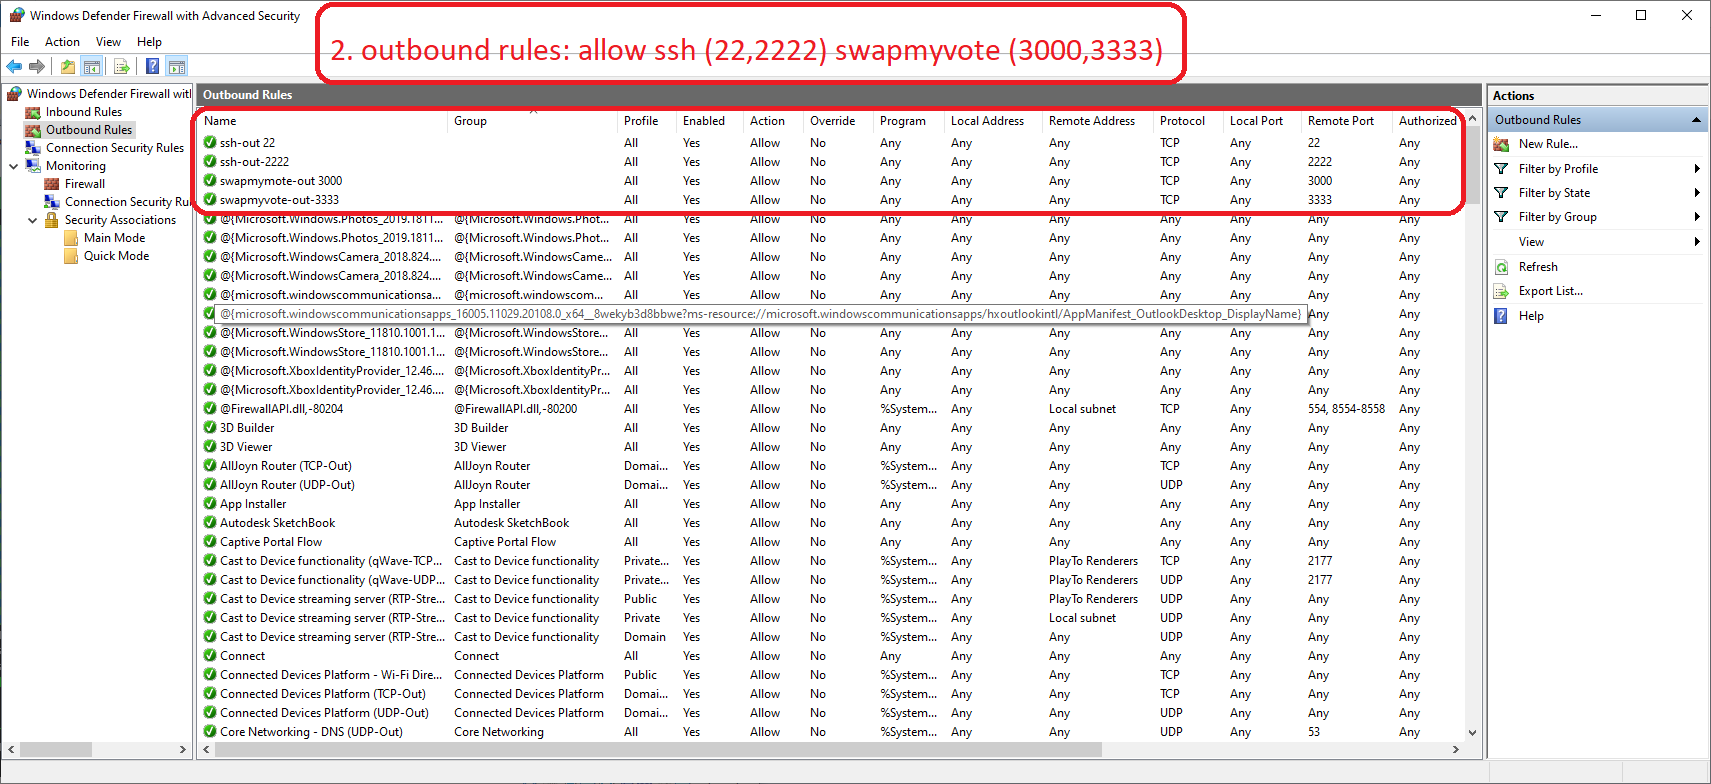 Windows Defender Firewall with Advanced Security
2. outbound rules: allow ssh (22,2222) swapmyvote (3000,3333)
File Action View Help
Windows Defender Firewall wit
Inbound Rules
Outbound Rules
Connection Security Rules
Monitoring
Firewall
Connection Security Ru
Security Associations
Main Mode
Quick Mode
Outbound Rules
Name Group Profile Enabled Action Override Program Local Address Remote Address Protocol Local Port Remote Port Authorized
ssh-out 22 All Yes Allow No Any Any Any TCP Any 22 Any
ssh-out-2222 All Yes Allow No Any Any Any TCP Any 2222 Any
swapmymote-out 3000 All Yes Allow No Any Any Any TCP Any 3000 Any
swapmyvote-out-3333 All Yes Allow No Any Any Any TCP Any 3333 Any
@{Microsoft.Windows.Photos_2019.1811... @{Microsoft.Windows.Phot... All Yes Allow No Any Any Any Any Any Any Any
@{Microsoft.Windows.Photos_2019.1811... @{Microsoft.Windows.Phot... All Yes Allow No Any Any Any Any Any Any Any
@{Microsoft.WindowsCamera_2018.824.... @{Microsoft.WindowsCame... All Yes Allow No Any Any Any Any Any Any Any
@{Microsoft.WindowsCamera_2018.824.... @{Microsoft.WindowsCame... All Yes Allow No Any Any Any Any Any Any Any
@{microsoft.windowscommunicationsa... @{microsoft.windowscom... All Yes Allow No Any Any Any Any Any Any Any
@{microsoft.windowscommunicationsapps_16005.11029.20108.0_x64__8wekyb3d8bbwe?ms-resource://microsoft.windowscommunicationsapps/hxoutlookintl/AppManifest_OutlookDesktop_DisplayName} Any Any
@{Microsoft.WindowsStore_11810.1001.1... @{Microsoft.WindowsStore... All Yes Allow No Any Any Any Any Any Any Any
@{Microsoft.WindowsStore_11810.1001.1... @{Microsoft.WindowsStore... All Yes Allow No Any Any Any Any Any Any Any
@{Microsoft.XboxIdentityProvider_12.46.... @{Microsoft.XboxIdentityPr... All Yes Allow No Any Any Any Any Any Any Any
@{Microsoft.XboxIdentityProvider_12.46.... @{Microsoft.XboxIdentityPr... All Yes Allow No Any Any Any Any Any Any Any
@FirewallAPI.dll,-80204 @FirewallAPI.dll,-80200 All Yes Allow No %System... Any Local subnet TCP Any 554, 8554-8558 Any
3D Builder 3D Builder All Yes Allow No Any Any Any Any Any Any Any
3D Viewer 3D Viewer All Yes Allow No Any Any Any Any Any Any Any
AllJoyn Router (TCP-Out) AllJoyn Router Domai... Yes Allow No %System... Any Any TCP Any Any Any
AllJoyn Router (UDP-Out) AllJoyn Router Domai... Yes Allow No %System... Any Any UDP Any Any Any
App Installer App Installer All Yes Allow No Any Any Any Any Any Any Any
Autodesk SketchBook Autodesk SketchBook All Yes Allow No Any Any Any Any Any Any Any
Captive Portal Flow Captive Portal Flow All Yes Allow No Any Any Any Any Any Any Any
Cast to Device functionality (qWave-TCP... Cast to Device functionality Private... Yes Allow No %System... Any PlayTo Renderers TCP Any 2177 Any
Cast to Device functionality (qWave-UDP... Cast to Device functionality Private... Yes Allow No %System... Any PlayTo Renderers UDP Any 2177 Any
Cast to Device streaming server (RTP-Stre... Cast to Device functionality Public Yes Allow No %System... Any PlayTo Renderers UDP Any Any Any
Cast to Device streaming server (RTP-Stre... Cast to Device functionality Private Yes Allow No %System... Any Local subnet UDP Any Any Any
Cast to Device streaming server (RTP-Stre... Cast to Device functionality Domain Yes Allow No %System... Any Any UDP Any Any Any
Connect Connect All Yes Allow No Any Any Any Any Any Any Any
Connected Devices Platform - Wi-Fi Dire... Connected Devices Platform Public Yes Allow No %System... Any Any TCP Any Any Any
Connected Devices Platform (TCP-Out) Connected Devices Platform Domai... Yes Allow No %System... Any Any TCP Any Any Any
Connected Devices Platform (UDP-Out) Connected Devices Platform Domai... Yes Allow No %System... Any Any UDP Any Any Any
Core Networking - DNS (UDP-Out) Core Networking All Yes Allow No %System... Any Any UDP Any 53 Any
Actions
Outbound Rules
New Rule...
Filter by Profile
Filter by State
Filter by Group
View
Refresh
Export List...
Help